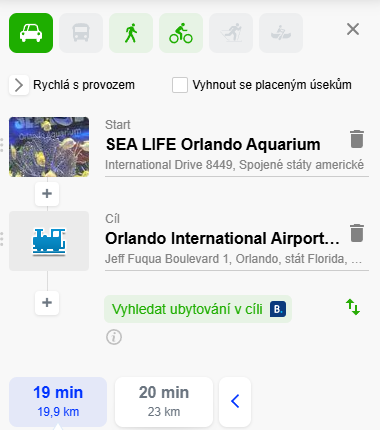 Rychlá s provozem
Vyhnout se placeným úsekům
Orlando Aquarium
Start
SEA LIFE Orlando Aquarium
International Drive 8449, Spojené státy americké
Cíl
Orlando International Airport…
Jeff Fuqua Boulevard 1, Orlando, stát Florida, …
Vyhledat ubytování v cíli B.
19 min
19,9 km
20 min
23 km